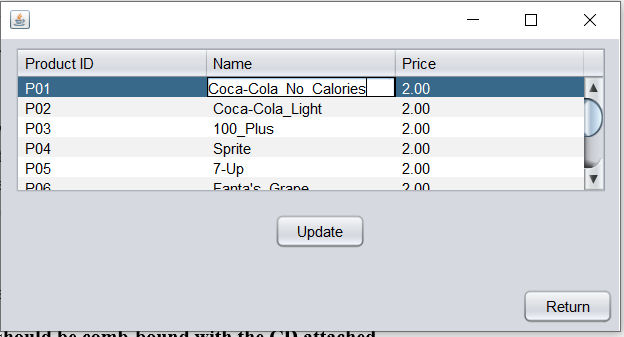 Product ID Name Price
P01 Coca-Cola_No_Calories 2.00
P02 Coca-Cola_Light 2.00
P03 100_Plus 2.00
P04 Sprite 2.00
P05 7-Up 2.00
P06 Fanta's_Grape 2.00
Update
Return
should be comb bound with the CD attached